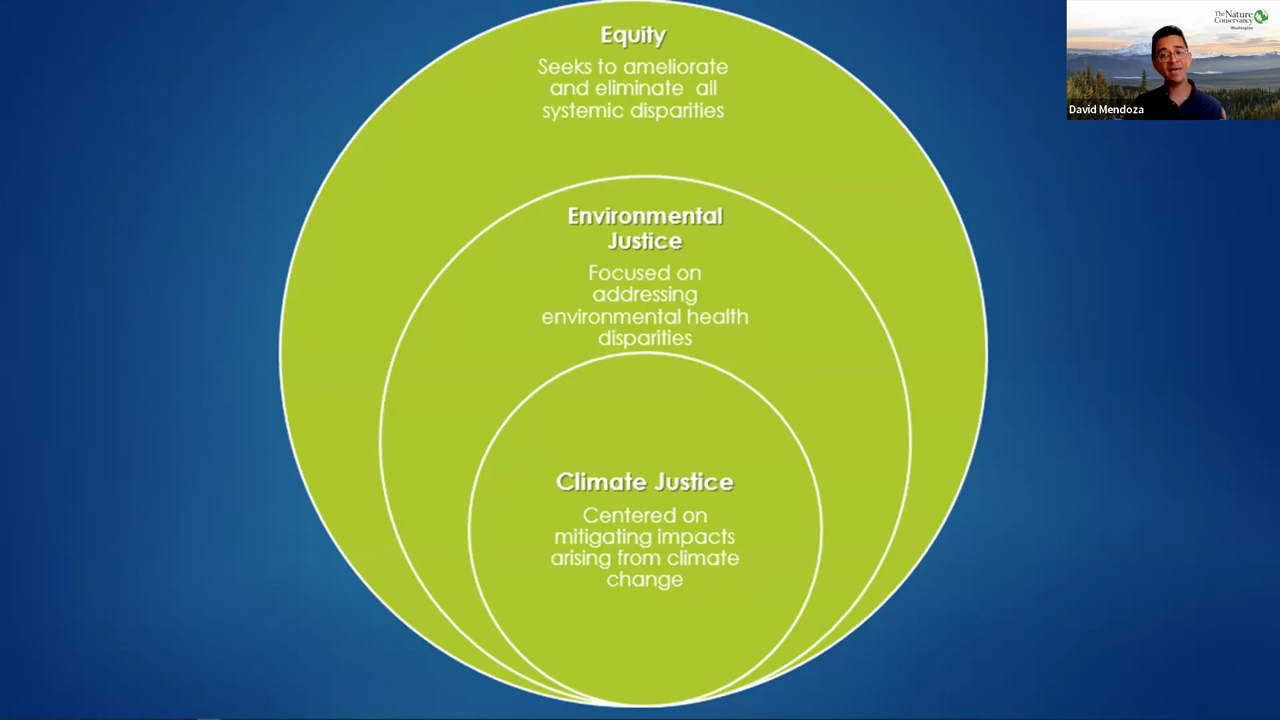 Equity
Seeks to ameliorate
and eliminate all
systemic disparities
Environmental
Justice
Focused on
addressing
environmental health
disparities
Climate Justice
Centered on
mitigating impacts
arising from climate
change
The Nature
Conservancy
Washington
David Mendoza